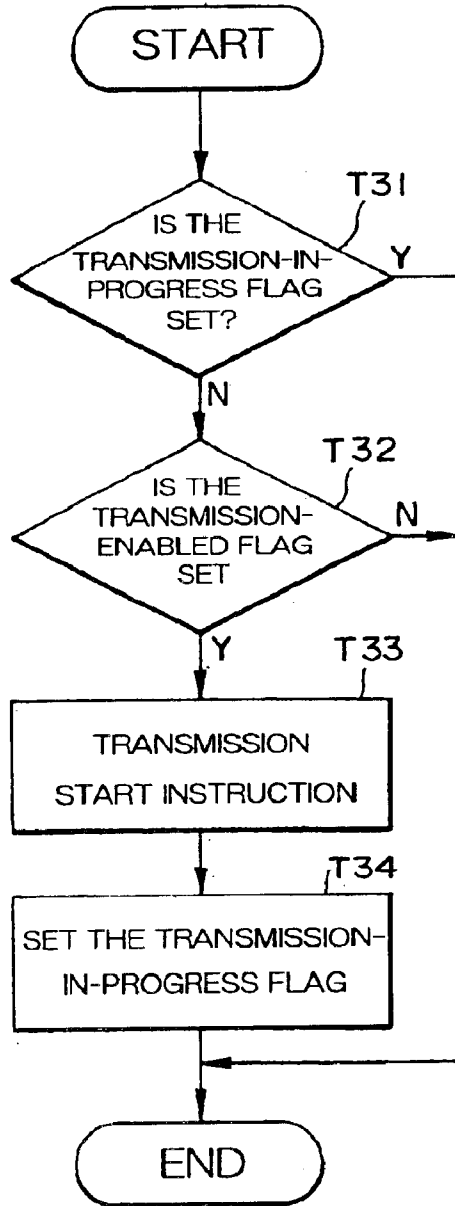 START
T31
IS THE
TRANSMISSION-IN-
PROGRESS FLAG
SET?
Y
N
T32
IS THE
TRANSMISSION-
ENABLED FLAG
SET
N
Y
T33
TRANSMISSION
START INSTRUCTION
T34
SET THE TRANSMISSION-
IN-PROGRESS FLAG
END